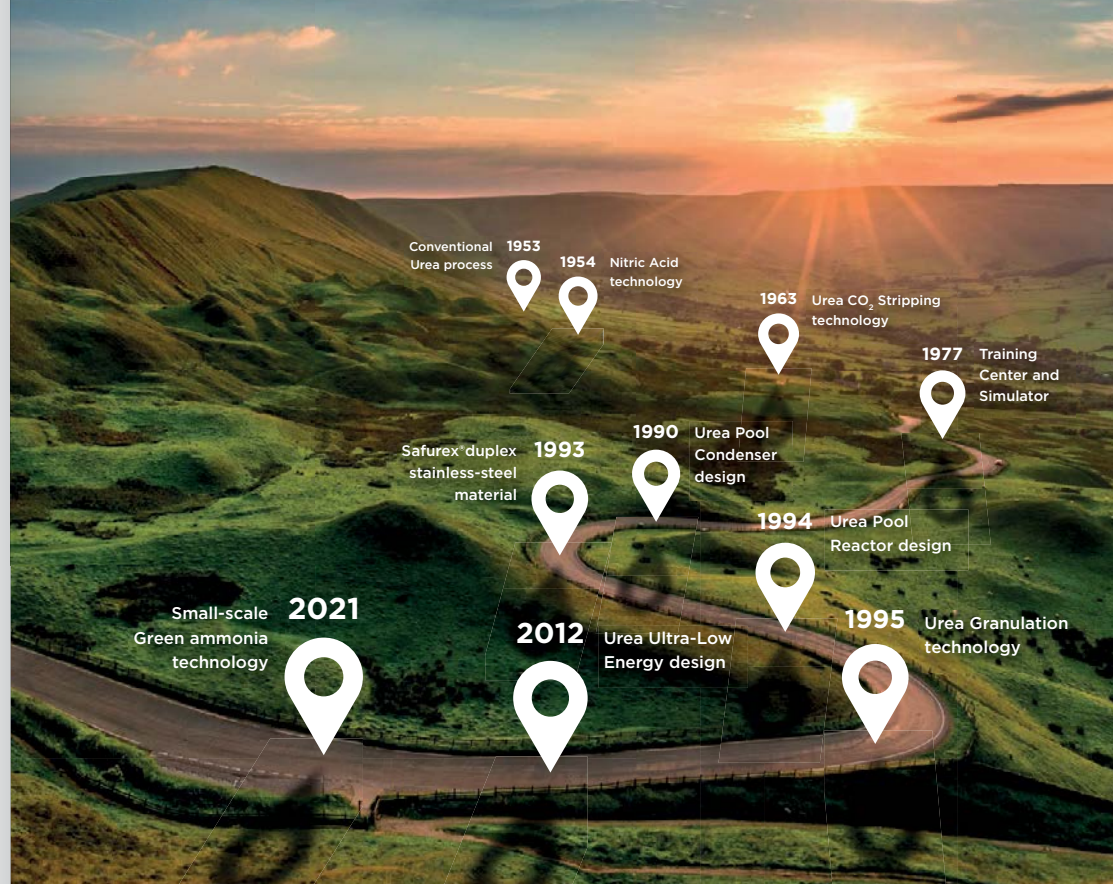 1953
Conventional
Urea process
1954
Nitric Acid
technology
1963
Urea CO₂ Stripping
technology
1977
Training
Center and
Simulator
1990
Urea Pool
Condenser
design
1993
Safurex® duplex
stainless-steel
material
1994
Urea Pool
Reactor design
1995
Urea Granulation
technology
2012
Urea Ultra-Low
Energy design
2021
Small-scale
Green ammonia
technology